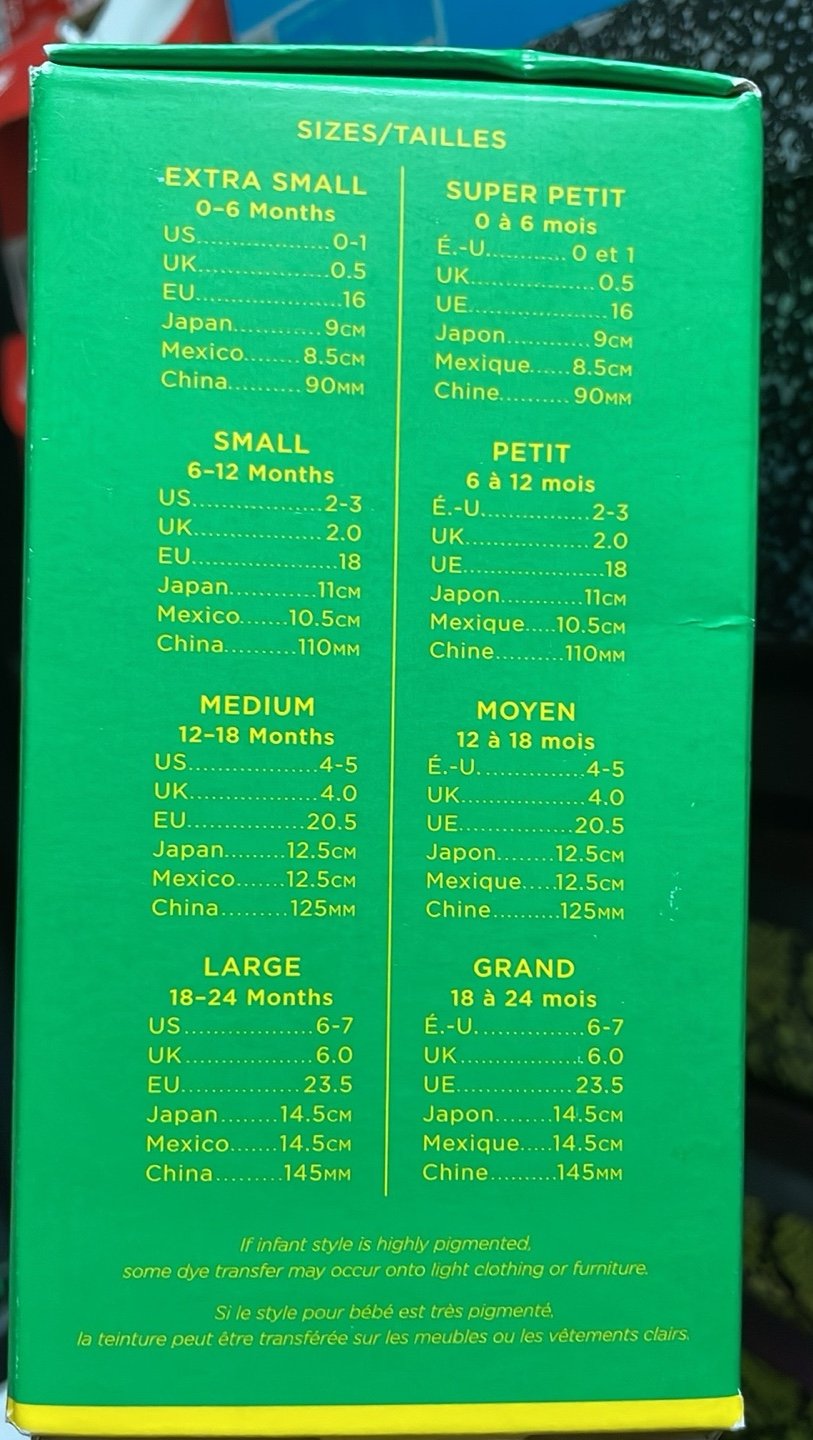 SIZES/TAILLES
EXTRA SMALL
0-6 Months
US....................0-1
UK....................0.5
EU....................16
Japan.............9CM
Mexico........8.5CM
China..........90MM
SMALL
6-12 Months
US....................2-3
UK....................2.0
EU....................18
Japan............11CM
Mexico.......10.5CM
China..........110MM
MEDIUM
12-18 Months
US....................4-5
UK....................4.0
EU..................20.5
Japan.........12.5CM
Mexico.......12.5CM
China..........125MM
LARGE
18-24 Months
US....................6-7
UK....................6.0
EU..................23.5
Japan.........14.5CM
Mexico.......14.5CM
China..........145MM
SUPER PETIT
0 à 6 mois
É.-U............0 et 1
UK...................0.5
UE.....................16
Japon.............9CM
Mexique......8.5CM
Chine..........90MM
PETIT
6 à 12 mois
É.-U.................2-3
UK...................2.0
UE.....................18
Japon............11CM
Mexique.....10.5CM
Chine..........110MM
MOYEN
12 à 18 mois
É.-U.................4-5
UK...................4.0
UE..................20.5
Japon.........12.5CM
Mexique.....12.5CM
Chine..........125MM
GRAND
18 à 24 mois
É.-U.................6-7
UK...................6.0
UE..................23.5
Japon.........14.5CM
Mexique.....14.5CM
Chine..........145MM
If infant style is highly pigmented,
some dye transfer may occur onto light clothing or furniture.
Si le style pour bébé est très pigmenté,
la teinture peut être transférée sur les meubles ou les vêtements clairs.